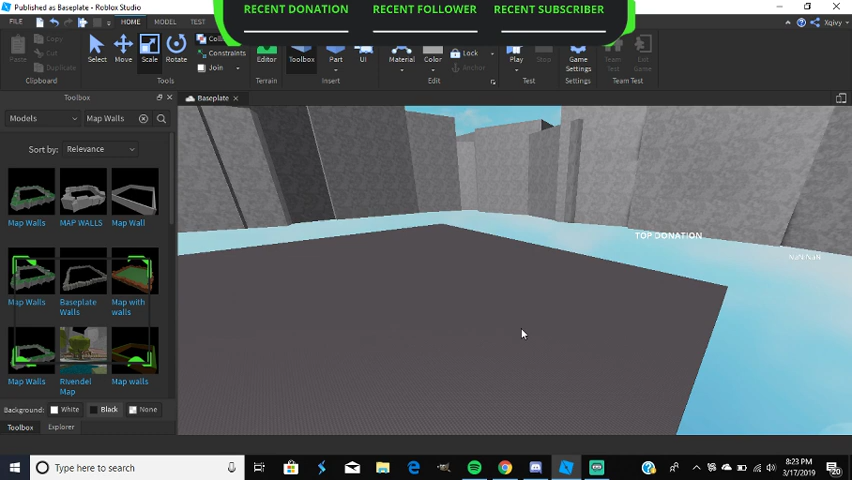 Published as Baseplate - Roblox Studio
RECENT DONATION RECENT FOLLOWER RECENT SUBSCRIBER
FILE HOME MODEL TEST Xqivy
Paste Copy Cut Duplicate Select Move Scale Rotate Constraints Join Editor Toolbox Part UI Material Color Lock Anchor Play Stop Game Settings Team Test Exit Game
Clipboard Tools Terrain Insert Edit Test Settings Team Test
Toolbox Baseplate
Models Map Walls
Sort by: Relevance
Map Walls MAP WALLS Map Wall
TOP DONATION
NaN NaN
Map Walls Baseplate Walls Map with walls
Map Walls Rivendel Map Map walls
Background: White Black None
Toolbox Explorer
Type here to search
8:23 PM
3/17/2019
20